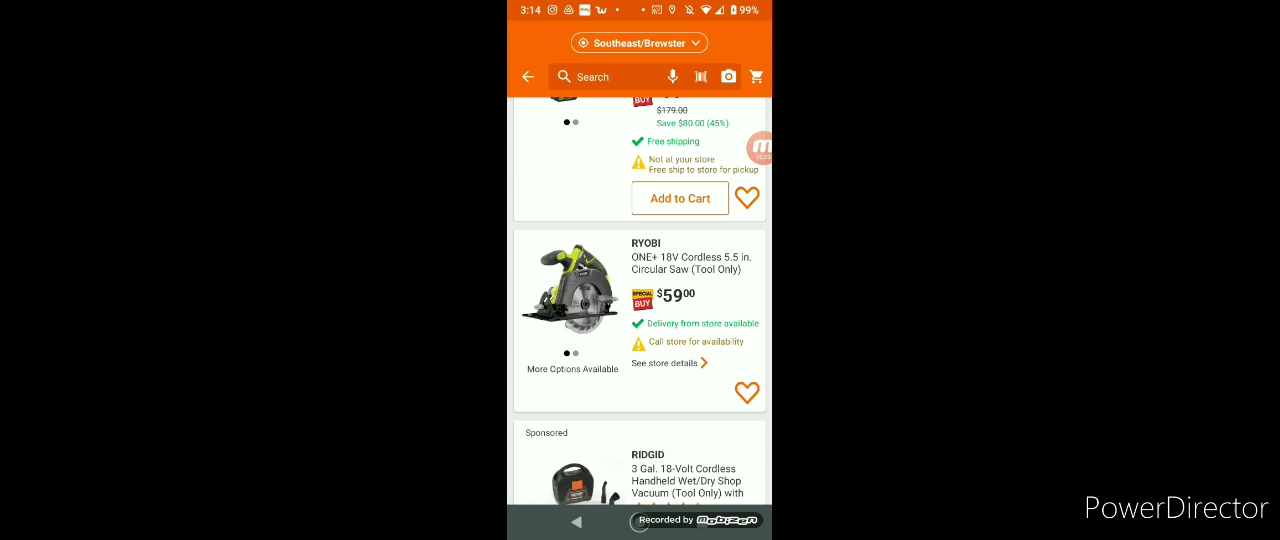 3:14
99%
Southeast/Brewster
Search
BUY
$179.00
Save $80.00 (45%)
Free shipping
Not at your store
Free ship to store for pickup
Add to Cart
RYOBI
ONE+ 18V Cordless 5.5 in.
Circular Saw (Tool Only)
SPECIAL
BUY
$5900
Delivery from store available
Call store for availability
See store details
More Options Available
Sponsored
RIDGID
3 Gal. 18-Volt Cordless
Handheld Wet/Dry Shop
Vacuum (Tool Only) with
Recorded by Mobizen
PowerDirector